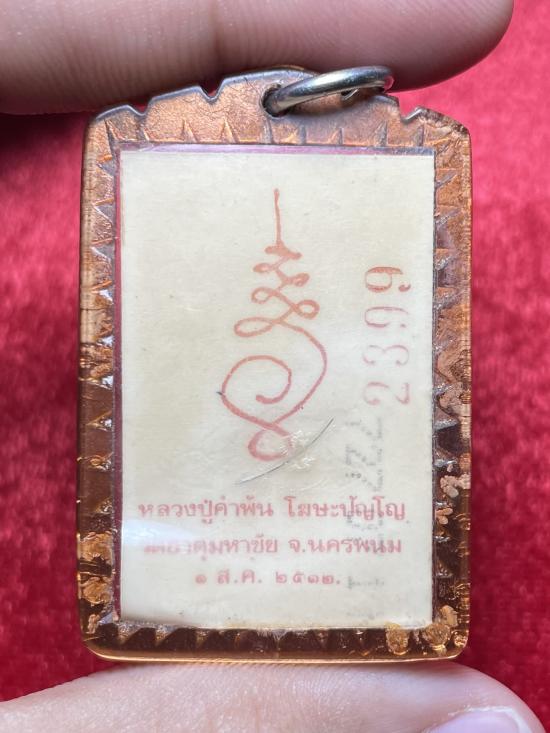 หลวงปู่คำพัน โฆษะปัญโญ
วัดธาตุมหาชัย จ.นครพนม
๑ ส.ค. ๒๕๑๒.
2399